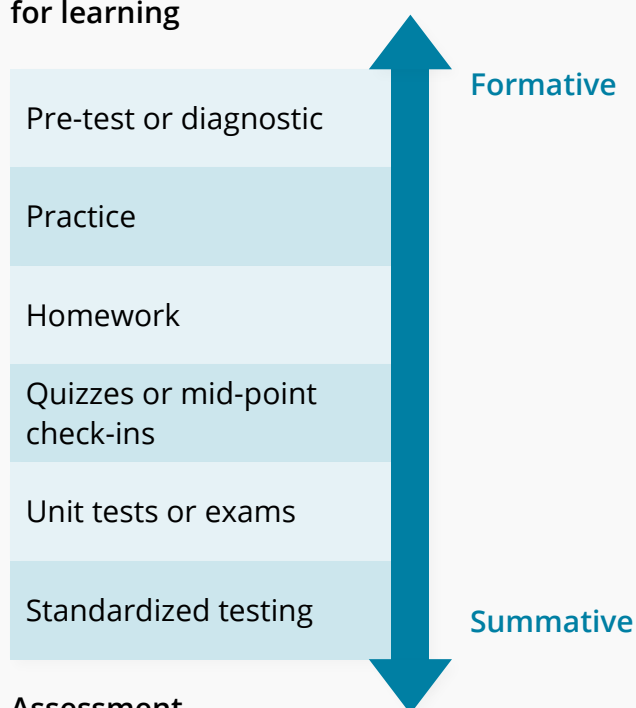 for learning
Formative
Pre-test or diagnostic
Practice
Homework
Quizzes or mid-point
check-ins
Unit tests or exams
Standardized testing
Summative
Assessment